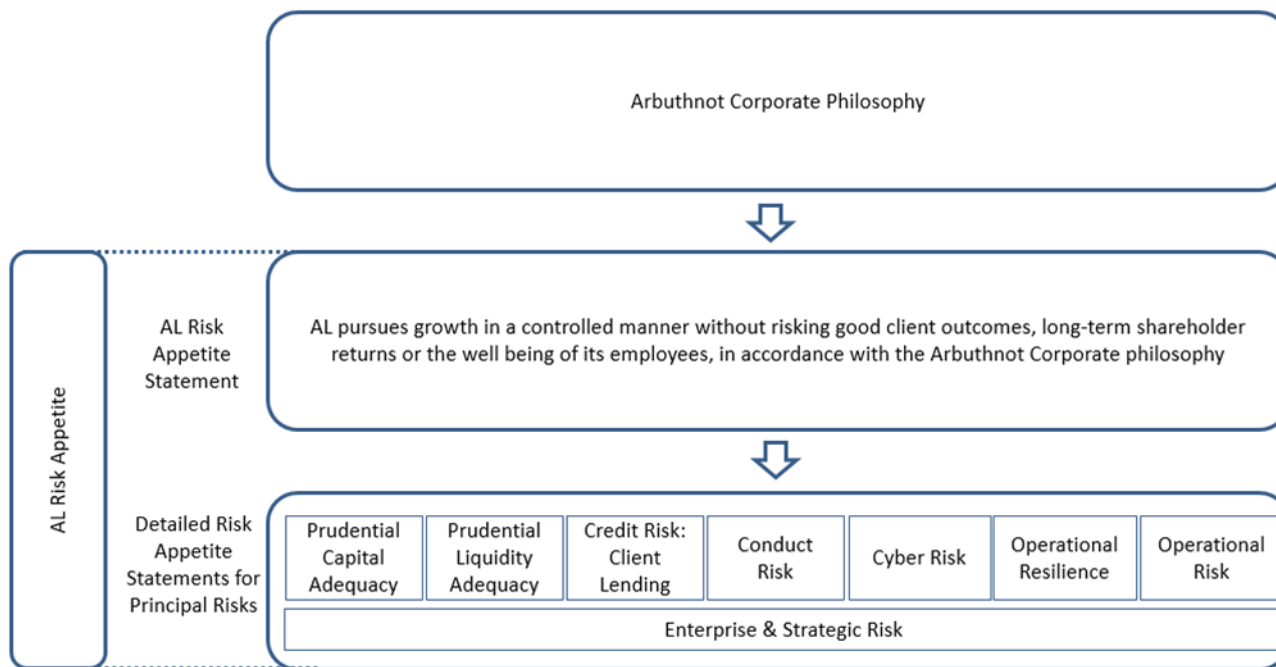 Arbuthnot Corporate Philosophy
AL Risk Appetite
AL Risk
Appetite
Statement
AL pursues growth in a controlled manner without risking good client outcomes, long-term shareholder
returns or the well being of its employees, in accordance with the Arbuthnot Corporate philosophy
Detailed Risk
Appetite
Statements for
Principal Risks
Prudential
Capital
Adequacy
Prudential
Liquidity
Adequacy
Credit Risk:
Client
Lending
Conduct
Risk
Cyber Risk
Operational
Resilience
Operational
Risk
Enterprise & Strategic Risk